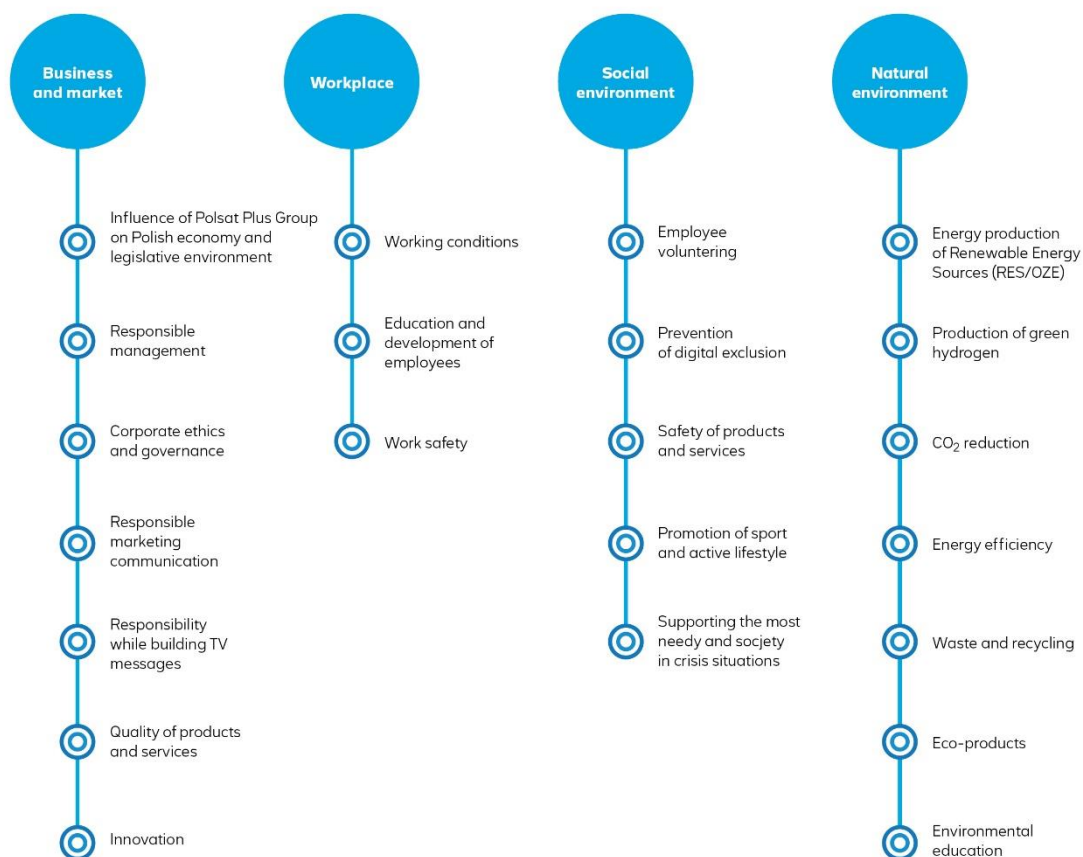 Business
and market
Influence of Polsat Plus Group
on Polish economy and
legislative environment
Responsible
management
Corporate ethics
and governance
Responsible
marketing
communication
Responsibility
while building TV
messages
Quality of products
and services
Innovation
Workplace
Working conditions
Education and
development of
employees
Work safety
Social
environment
Employee
voluntering
Prevention
of digital exclusion
Safety of products
and services
Promotion of sport
and active lifestyle
Supporting the most
needy and socjety
in crisis situations
Natural
environment
Energy production
of Renewable Energy
Sources (RES/OZE)
Production of green
hydrogen
CO₂ reduction
Energy efficiency
Waste and recycling
Eco-products
Environmental
education